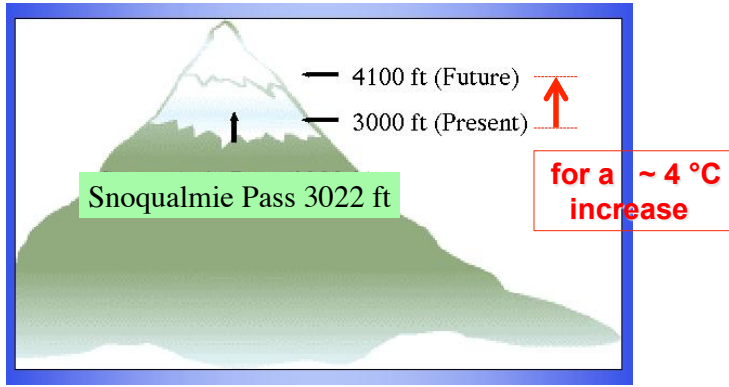 4100 ft (Future)
3000 ft (Present)
Snoqualmie Pass 3022 ft
for a ~ 4 °C
increase